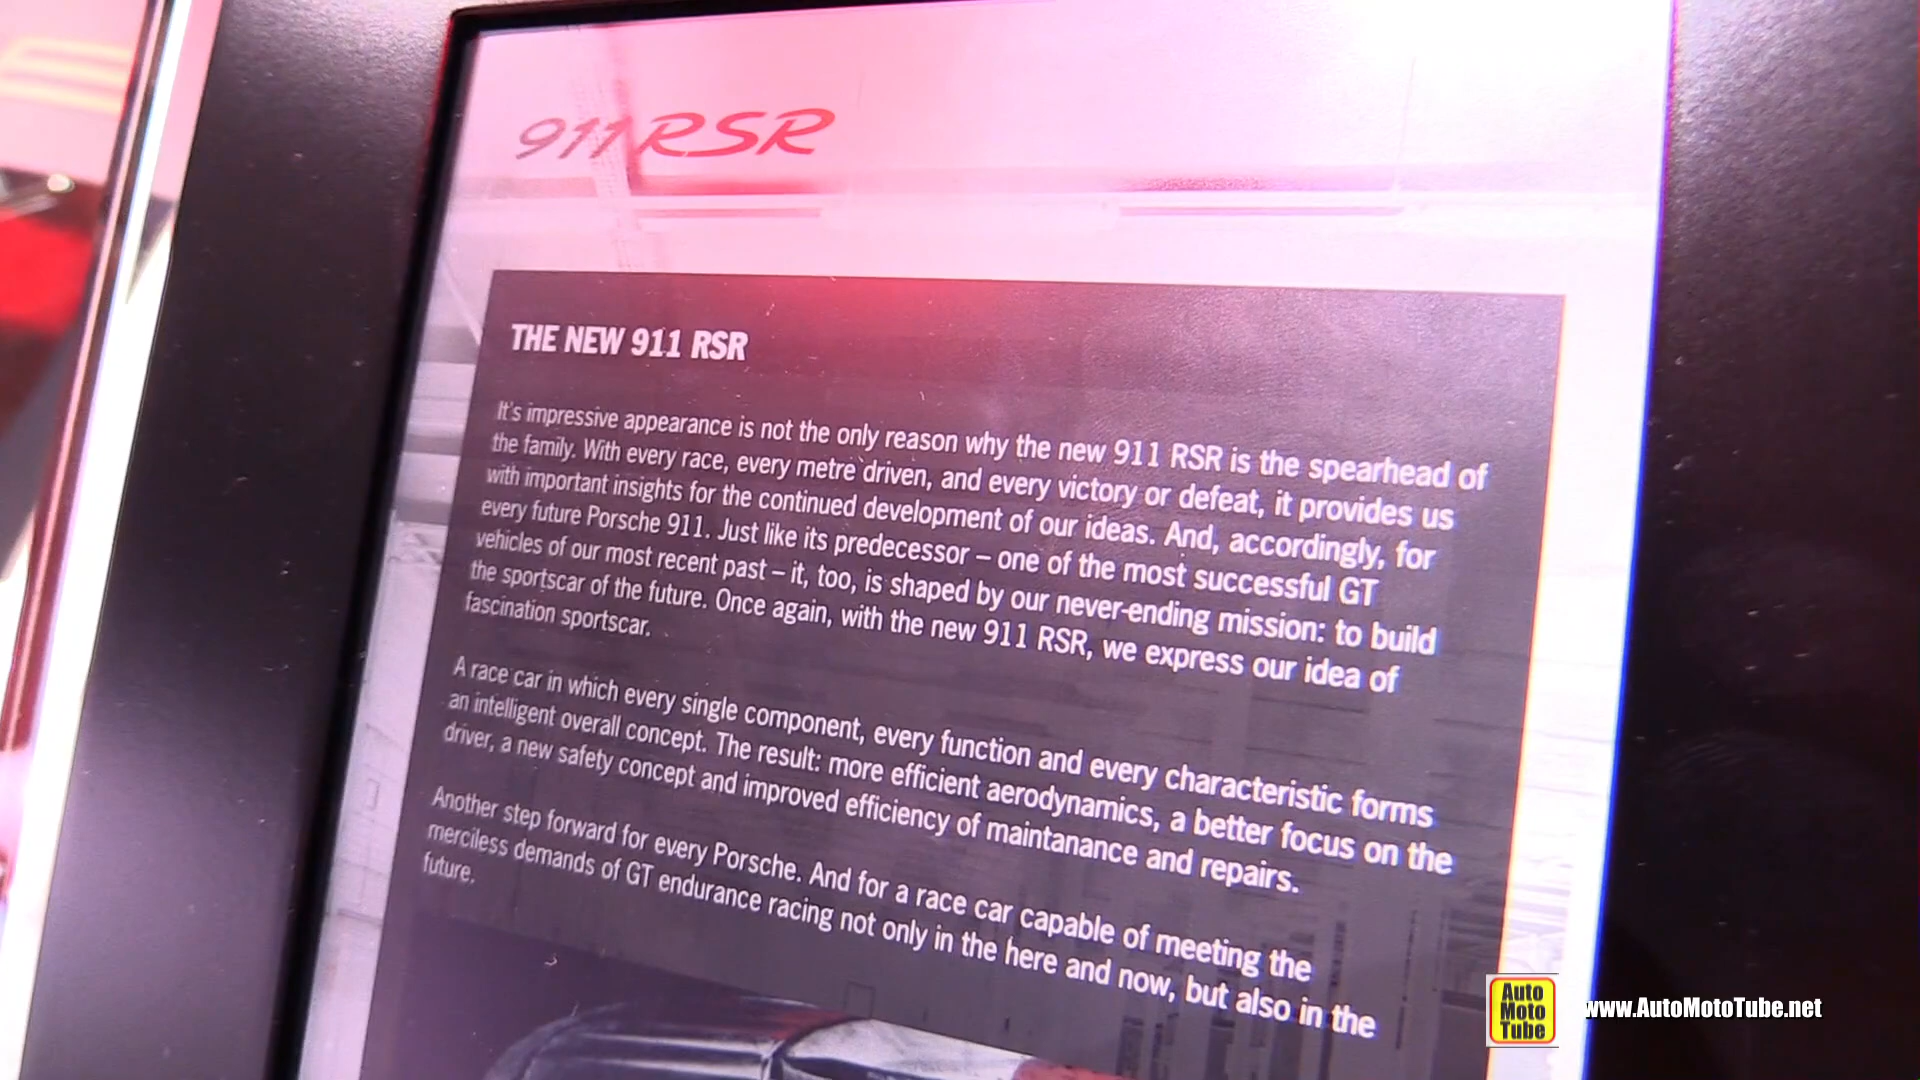 911 RSR
THE NEW 911 RSR
It's impressive appearance is not the only reason why the new 911 RSR is the spearhead of
the family. With every race, every metre driven, and every victory or defeat, it provides us
with important insights for the continued development of our ideas. And, accordingly, for
every future Porsche 911. Just like its predecessor – one of the most successful GT
vehicles of our most recent past – it, too, is shaped by our never-ending mission: to build
the sportscar of the future. Once again, with the new 911 RSR, we express our idea of
fascination sportscar.
A race car in which every single component, every function and every characteristic forms
an intelligent overall concept. The result: more efficient aerodynamics, a better focus on the
driver, a new safety concept and improved efficiency of maintanance and repairs.
Another step forward for every Porsche. And for a race car capable of meeting the
merciless demands of GT endurance racing not only in the here and now, but also in the
future.
Auto
Moto
Tube
www.AutoMotoTube.net